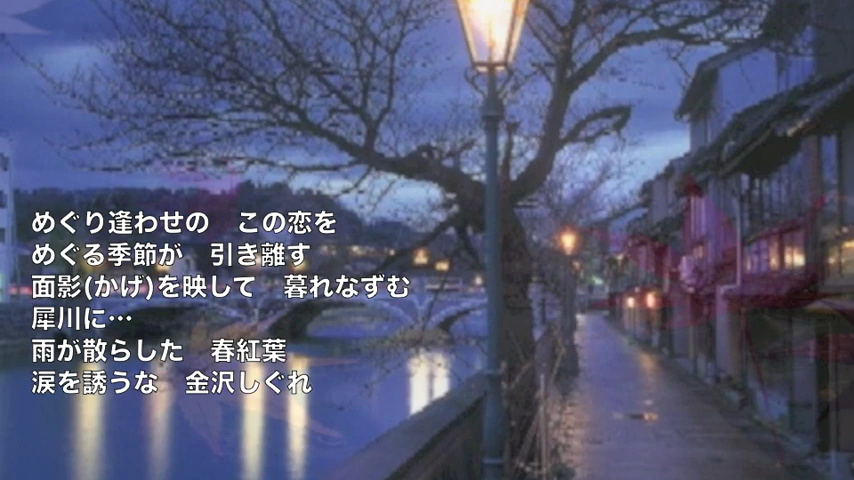 めぐり逢わせの　この恋を
めぐる季節が　引き離す
面影(かげ)を映して　暮れなずむ
犀川に…
雨が散らした　春紅葉
涙を誘うな　金沢しぐれ